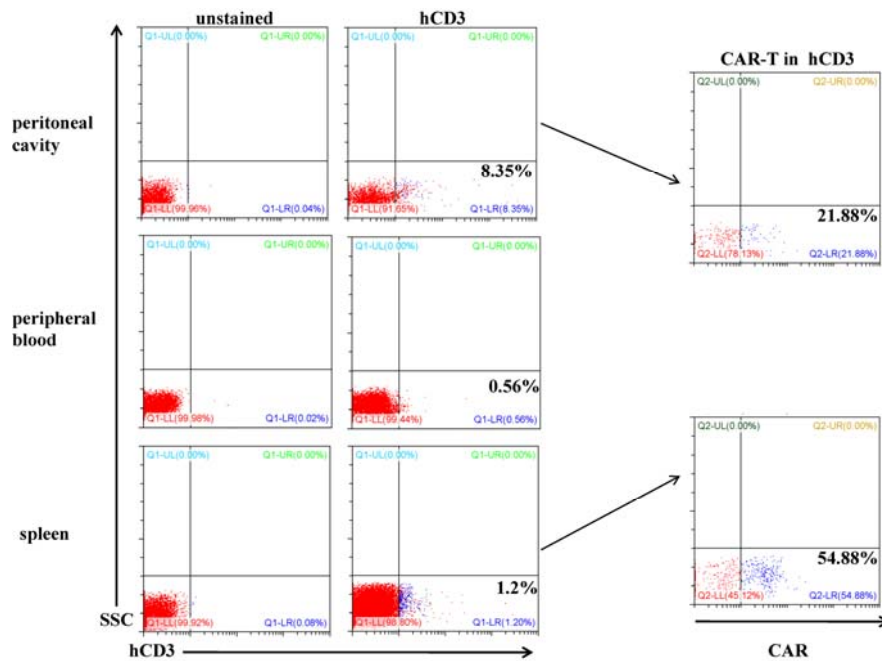 unstained
hCD3
CAR-T in hCD3
peritoneal
cavity
Q1-UL(0.00%)
Q1-UR(0.00%)
Q1-LL(99.96%)
Q1-LR(0.04%)
Q1-UL(0.00%)
Q1-UR(0.00%)
8.35%
Q1-LL(91.65%)
Q1-LR(8.35%)
Q2-UL(0.00%)
Q2-UR(0.00%)
21.88%
Q2-LL(78.13%)
Q2-LR(21.88%)
peripheral
blood
Q1-UL(0.00%)
Q1-UR(0.00%)
Q1-LL(99.98%)
Q1-LR(0.02%)
Q1-UL(0.00%)
Q1-UR(0.00%)
0.56%
Q1-LL(99.44%)
Q1-LR(0.56%)
spleen
Q1-UL(0.00%)
Q1-UR(0.00%)
Q1-LL(99.92%)
Q1-LR(0.08%)
Q1-UL(0.00%)
Q1-UR(0.00%)
1.2%
Q1-LL(98.80%)
Q1-LR(1.20%)
Q2-UL(0.00%)
Q2-UR(0.00%)
54.88%
Q2-LL(45.12%)
Q2-LR(54.88%)
SSC
hCD3
CAR